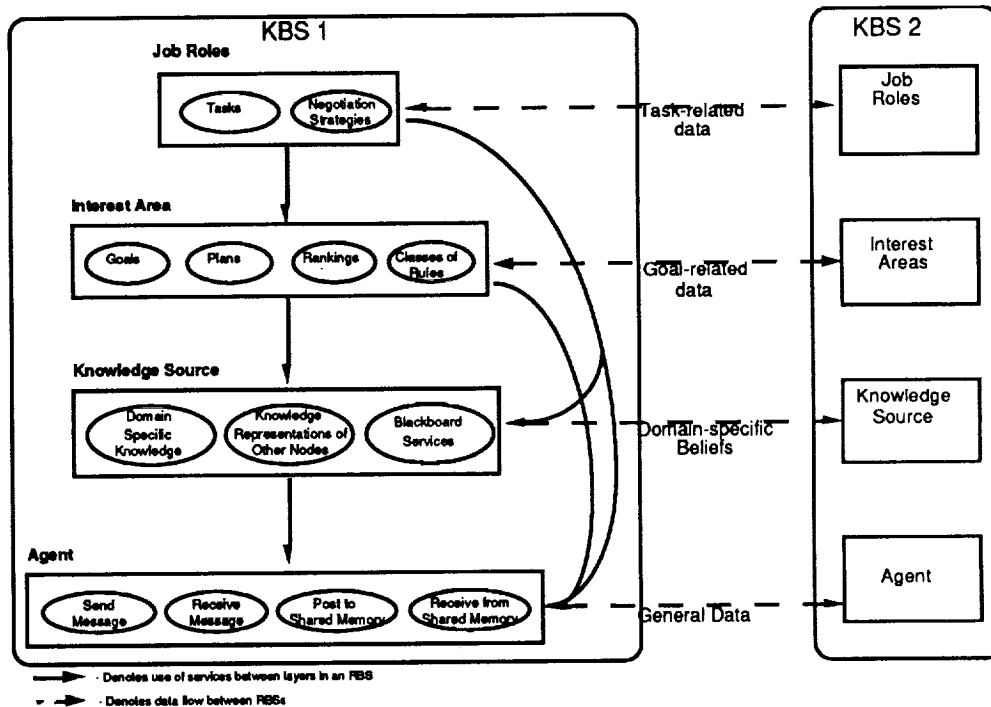 KBS 1
KBS 2
Job Roles
Tasks
Negotiation
Strategies
Task-related
data
Job
Roles
Interest Area
Goals
Plans
Rankings
Classes of
Rules
Goal-related
data
Interest
Areas
Knowledge Source
Domain
Specific
Knowledge
Knowledge
Representations of
Other Nodes
Blackboard
Services
Domain-specific
Beliefs
Knowledge
Source
Agent
Send
Message
Receive
Message
Post to
Shared Memory
Receive from
Shared Memory
General Data
Agent
- Denotes use of services between layers in an RBS
- Denotes data flow between RBSs